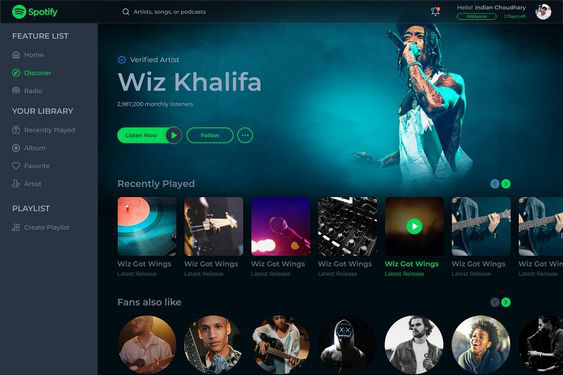 Spotify
Artists, songs, or podcasts
Hello! Indian Choudhary
PREMIUM
2 Days Left
FEATURE LIST
Home
Discover
Radio
YOUR LIBRARY
Recently Played
Album
Favorite
Artist
PLAYLIST
Create Playlist
Verified Artist
Wiz Khalifa
2,987,200 monthly listeners
Listen Now
Follow
Recently Played
Wiz Got Wings
Latest Release
Wiz Got Wings
Latest Release
Wiz Got Wings
Latest Release
Wiz Got Wings
Latest Release
Wiz Got Wings
Latest Release
Wiz Got Wings
Latest Release
Wiz Got
Latest Release
Fans also like